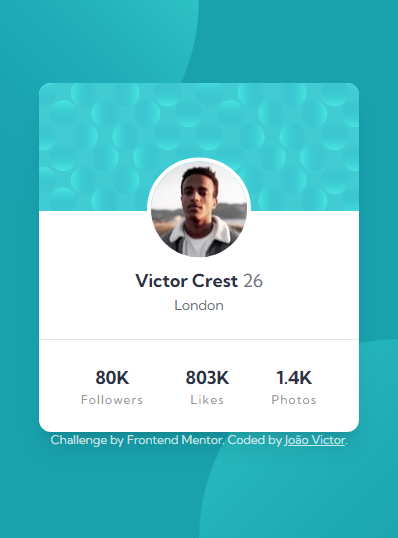 Victor Crest 26
London
80K 803K 1.4K
Followers Likes Photos
Challenge by Frontend Mentor. Coded by João Victor.